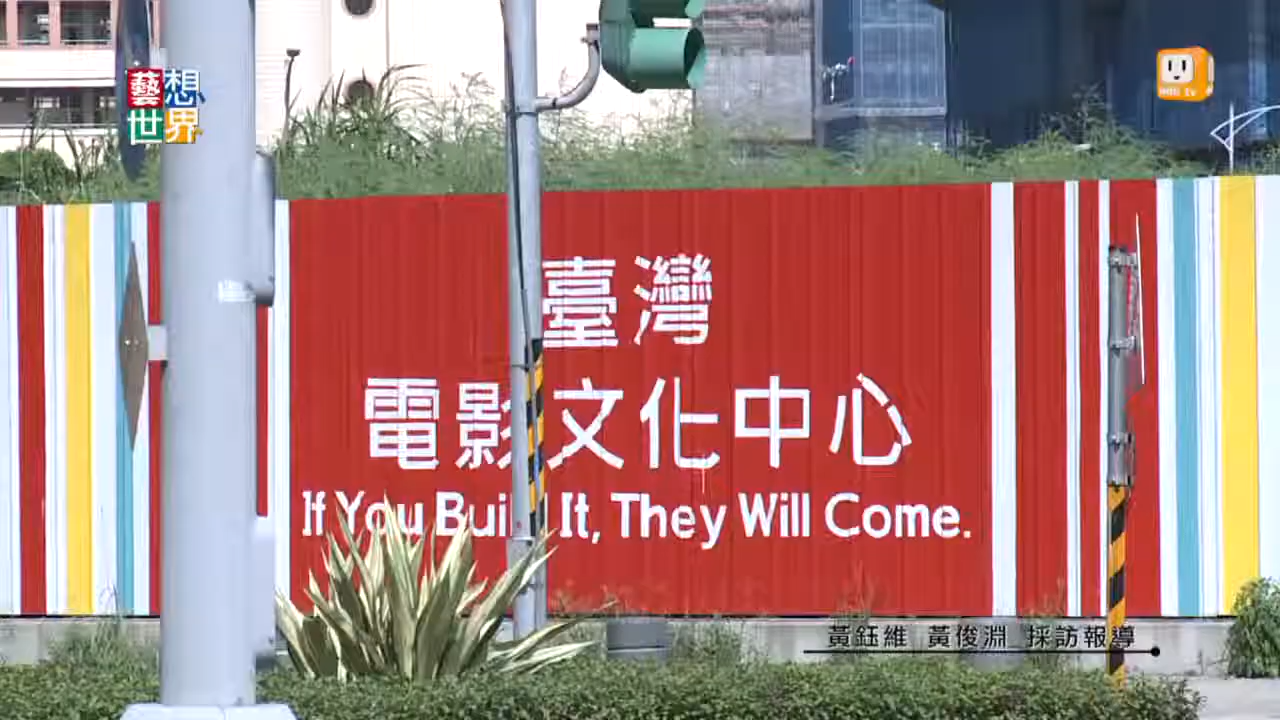 藝想
世界
臺灣
電影文化中心
If You Build It, They Will Come.
黃鈺維 黃俊淵 採訪報導